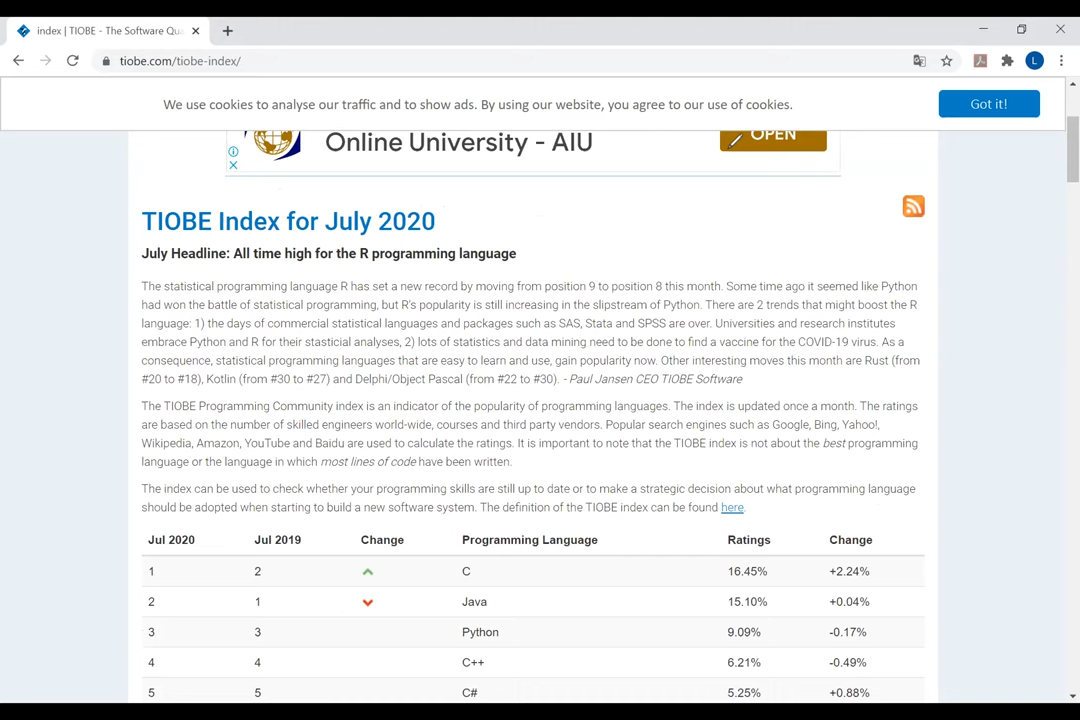 index | TIOBE - The Software Qua
tiobe.com/tiobe-index/
L
We use cookies to analyse our traffic and to show ads. By using our website, you agree to our use of cookies.
Got it!
Online University - AIU
OPEN
TIOBE Index for July 2020
July Headline: All time high for the R programming language
The statistical programming language R has set a new record by moving from position 9 to position 8 this month. Some time ago it seemed like Python
had won the battle of statistical programming, but R's popularity is still increasing in the slipstream of Python. There are 2 trends that might boost the R
language: 1) the days of commercial statistical languages and packages such as SAS, Stata and SPSS are over. Universities and research institutes
embrace Python and R for their stasticial analyses, 2) lots of statistics and data mining need to be done to find a vaccine for the COVID-19 virus. As a
consequence, statistical programming languages that are easy to learn and use, gain popularity now. Other interesting moves this month are Rust (from
#20 to #18), Kotlin (from #30 to #27) and Delphi/Object Pascal (from #22 to #30). - Paul Jansen CEO TIOBE Software
The TIOBE Programming Community index is an indicator of the popularity of programming languages. The index is updated once a month. The ratings
are based on the number of skilled engineers world-wide, courses and third party vendors. Popular search engines such as Google, Bing, Yahoo!,
Wikipedia, Amazon, YouTube and Baidu are used to calculate the ratings. It is important to note that the TIOBE index is not about the best programming
language or the language in which most lines of code have been written.
The index can be used to check whether your programming skills are still up to date or to make a strategic decision about what programming language
should be adopted when starting to build a new software system. The definition of the TIOBE index can be found here.
Jul 2020 Jul 2019 Change Programming Language Ratings Change
1 2 C 16.45% +2.24%
2 1 Java 15.10% +0.04%
3 3 Python 9.09% -0.17%
4 4 C++ 6.21% -0.49%
5 5 C# 5.25% +0.88%